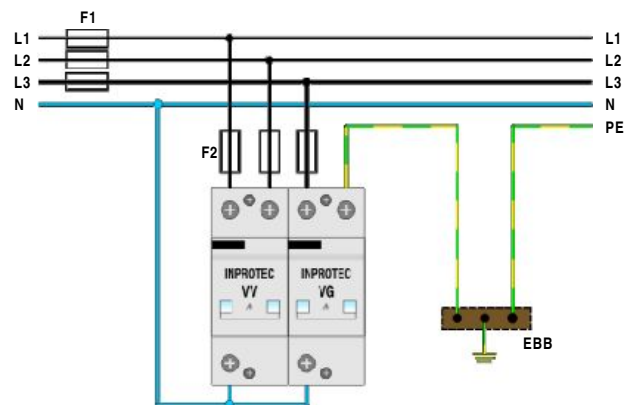 F1
L1 L1
L2 L2
L3 L3
N N
PE
F2
INPROTEC INPROTEC
VV VG
EBB